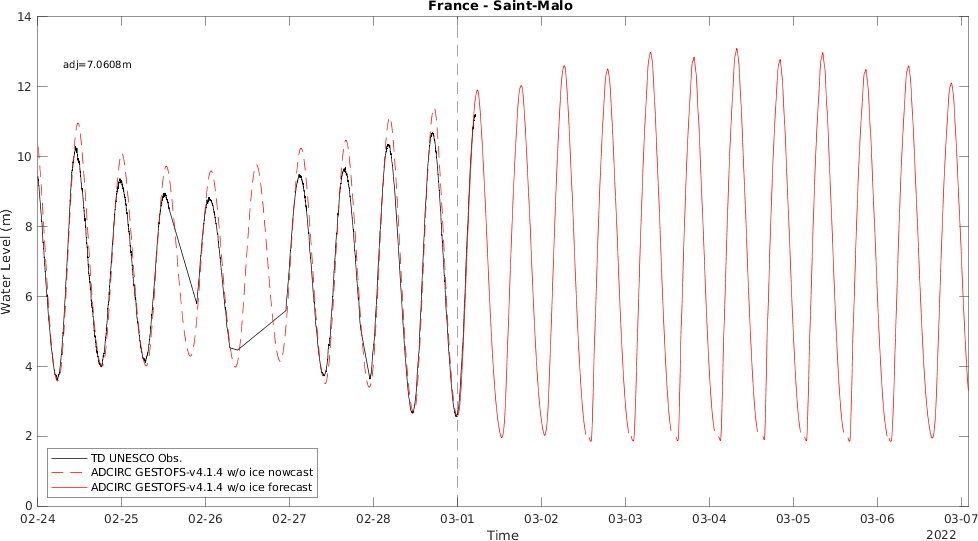 France - Saint-Malo
14
12
10
8
6
4
2
0
Water Level (m)
adj=7.0608m
TD UNESCO Obs.
ADCIRC GESTOFS-v4.1.4 w/o ice nowcast
ADCIRC GESTOFS-v4.1.4 w/o ice forecast
02-24 02-25 02-26 02-27 02-28 03-01 03-02 03-03 03-04 03-05 03-06 03-07
Time
2022